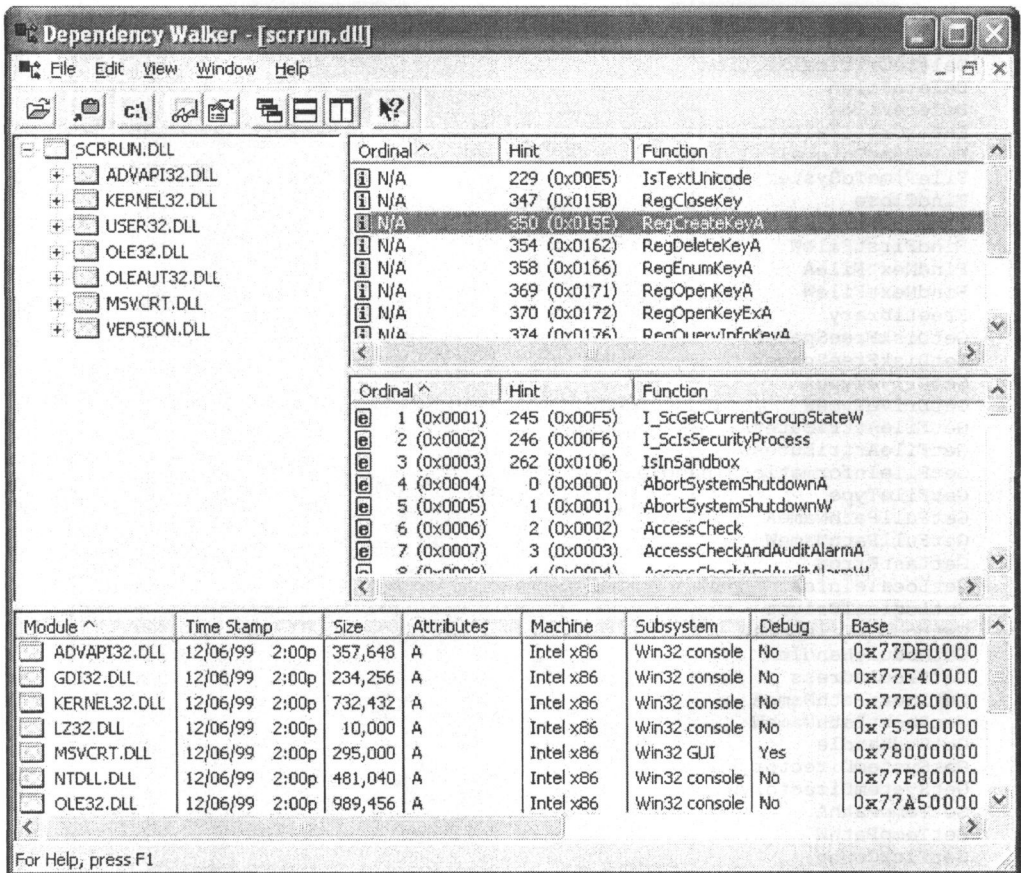 Dependency Walker - [scrrun.dll]
File Edit View Window Help
c:\
SCRRUN.DLL
ADVAPI32.DLL
KERNEL32.DLL
USER32.DLL
OLE32.DLL
OLEAUT32.DLL
MSVCRT.DLL
VERSION.DLL
Ordinal ^ Hint Function
N/A 229 (0x00E5) IsTextUnicode
N/A 347 (0x015B) RegCloseKey
N/A 350 (0x015E) RegCreateKeyA
N/A 354 (0x0162) RegDeleteKeyA
N/A 358 (0x0166) RegEnumKeyA
N/A 369 (0x0171) RegOpenKeyA
N/A 370 (0x0172) RegOpenKeyExA
N/A 374 (0x0176) RegQueryInfoKeyA
Ordinal ^ Hint Function
1 (0x0001) 245 (0x00F5) I_ScGetCurrentGroupStateW
2 (0x0002) 246 (0x00F6) I_ScIsSecurityProcess
3 (0x0003) 262 (0x0106) IsInSandbox
4 (0x0004) 0 (0x0000) AbortSystemShutdownA
5 (0x0005) 1 (0x0001) AbortSystemShutdownW
6 (0x0006) 2 (0x0002) AccessCheck
7 (0x0007) 3 (0x0003) AccessCheckAndAuditAlarmA
8 (0x0008) 4 (0x0004) AccessCheckAndAuditAlarmW
Module ^ Time Stamp Size Attributes Machine Subsystem Debug Base
ADVAPI32.DLL 12/06/99 2:00p 357,648 A Intel x86 Win32 console No 0x77DB0000
GDI32.DLL 12/06/99 2:00p 234,256 A Intel x86 Win32 console No 0x77F40000
KERNEL32.DLL 12/06/99 2:00p 732,432 A Intel x86 Win32 console No 0x77E80000
LZ32.DLL 12/06/99 2:00p 10,000 A Intel x86 Win32 console No 0x759B0000
MSVCRT.DLL 12/06/99 2:00p 295,000 A Intel x86 Win32 GUI Yes 0x78000000
NTDLL.DLL 12/06/99 2:00p 481,040 A Intel x86 Win32 console No 0x77F80000
OLE32.DLL 12/06/99 2:00p 989,456 A Intel x86 Win32 console No 0x77A50000
For Help, press F1